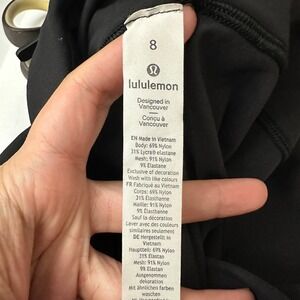 8
lululemon
Designed in
Vancouver
Conçu à
Vancouver
EN Made in Vietnam
Body: 69% Nylon
31% Lycra® elastane
Mesh: 91% Nylon
9% Elastane
Exclusive of decoration
Wash with like colours
FR Fabriqué au Vietnam
Corps: 69% Nylon
31% Élasthanne
Maille: 91% Nylon
9% Élasthanne
Sauf la décoration
Laver avec des couleurs
similaires seulement
DE Hergestellt in
Vietnam
Hauptteil: 69% Nylon
31% Elastan
Mesh: 91% Nylon
9% Elastan
Ausgenommen
dekoration
Mit ähnlichen farben
waschen